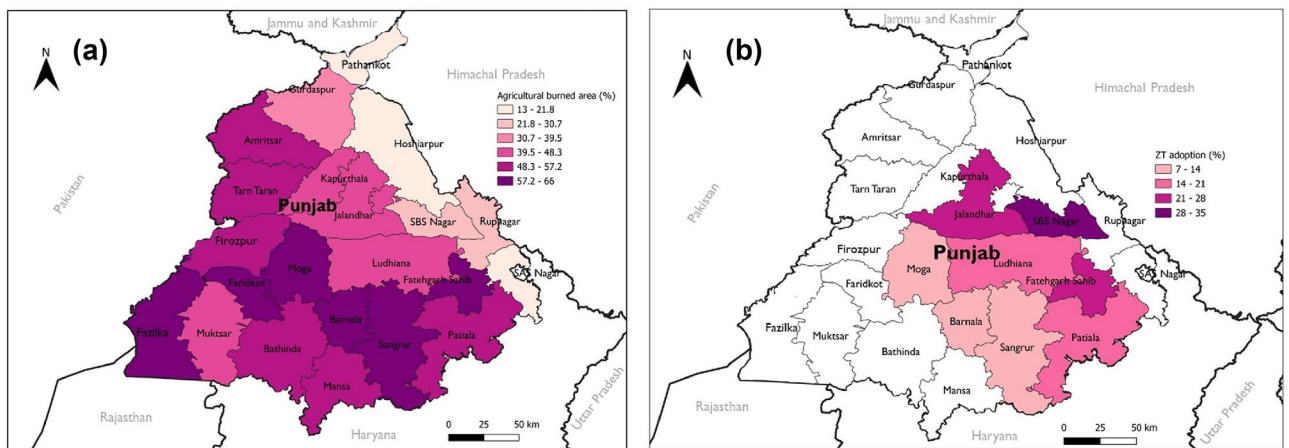 (a)
N
Jammu and Kashmir
Pathankot
Himachal Pradesh
Gurdaspur
Agricultural burned area (%)
13 - 21.8
21.8 - 30.7
30.7 - 39.5
39.5 - 48.3
48.3 - 57.2
57.2 - 66
Amritsar
Hoshiarpur
Pakistan
Tarn Taran
Kapurthala
Punjab
Jalandhar
SBS Nagar
Rupnagar
Firozpur
Moga
Ludhiana
SAS Nagar
Faridkot
Fatehgarh Sahib
Fazilka
Muktsar
Barnala
Patiala
Bathinda
Sangrur
Mansa
Rajasthan
Haryana
0 25 50 km
Uttar Pradesh
(b)
N
Jammu and Kashmir
Pathankot
Himachal Pradesh
Gurdaspur
Amritsar
Hoshiarpur
ZT adoption (%)
7 - 14
14 - 21
21 - 28
28 - 35
Pakistan
Tarn Taran
Kapurthala
Jalandhar
SBS Nagar
Rupnagar
Firozpur
Punjab
Moga
Ludhiana
SAS Nagar
Faridkot
Fatehgarh Sahib
Fazilka
Muktsar
Barnala
Patiala
Bathinda
Sangrur
Mansa
Rajasthan
Haryana
0 25 50 km
Uttar Pradesh